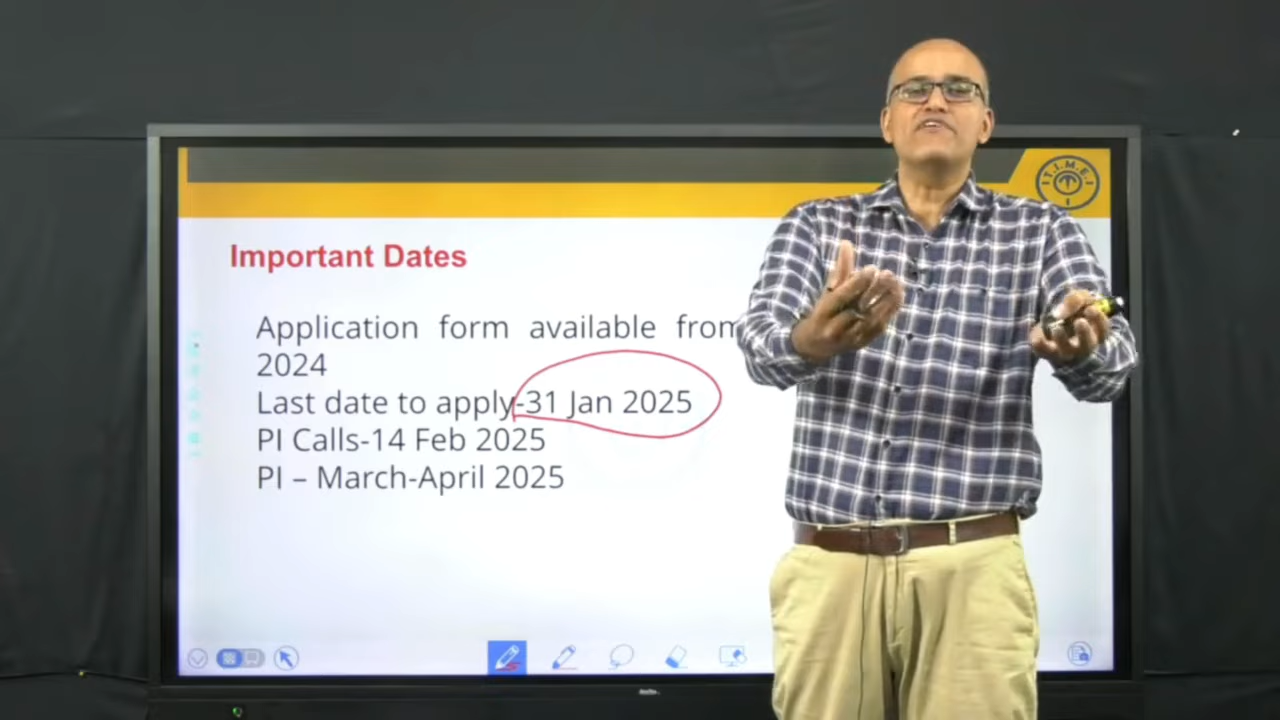 T.I.M.E.
Important Dates
Application form available from
2024
Last date to apply-31 Jan 2025
PI Calls-14 Feb 2025
PI – March-April 2025